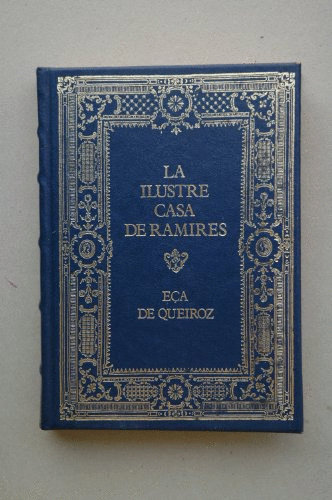 LA
ILUSTRE
CASA
DE RAMIRES
EÇA
DE QUEIROZ